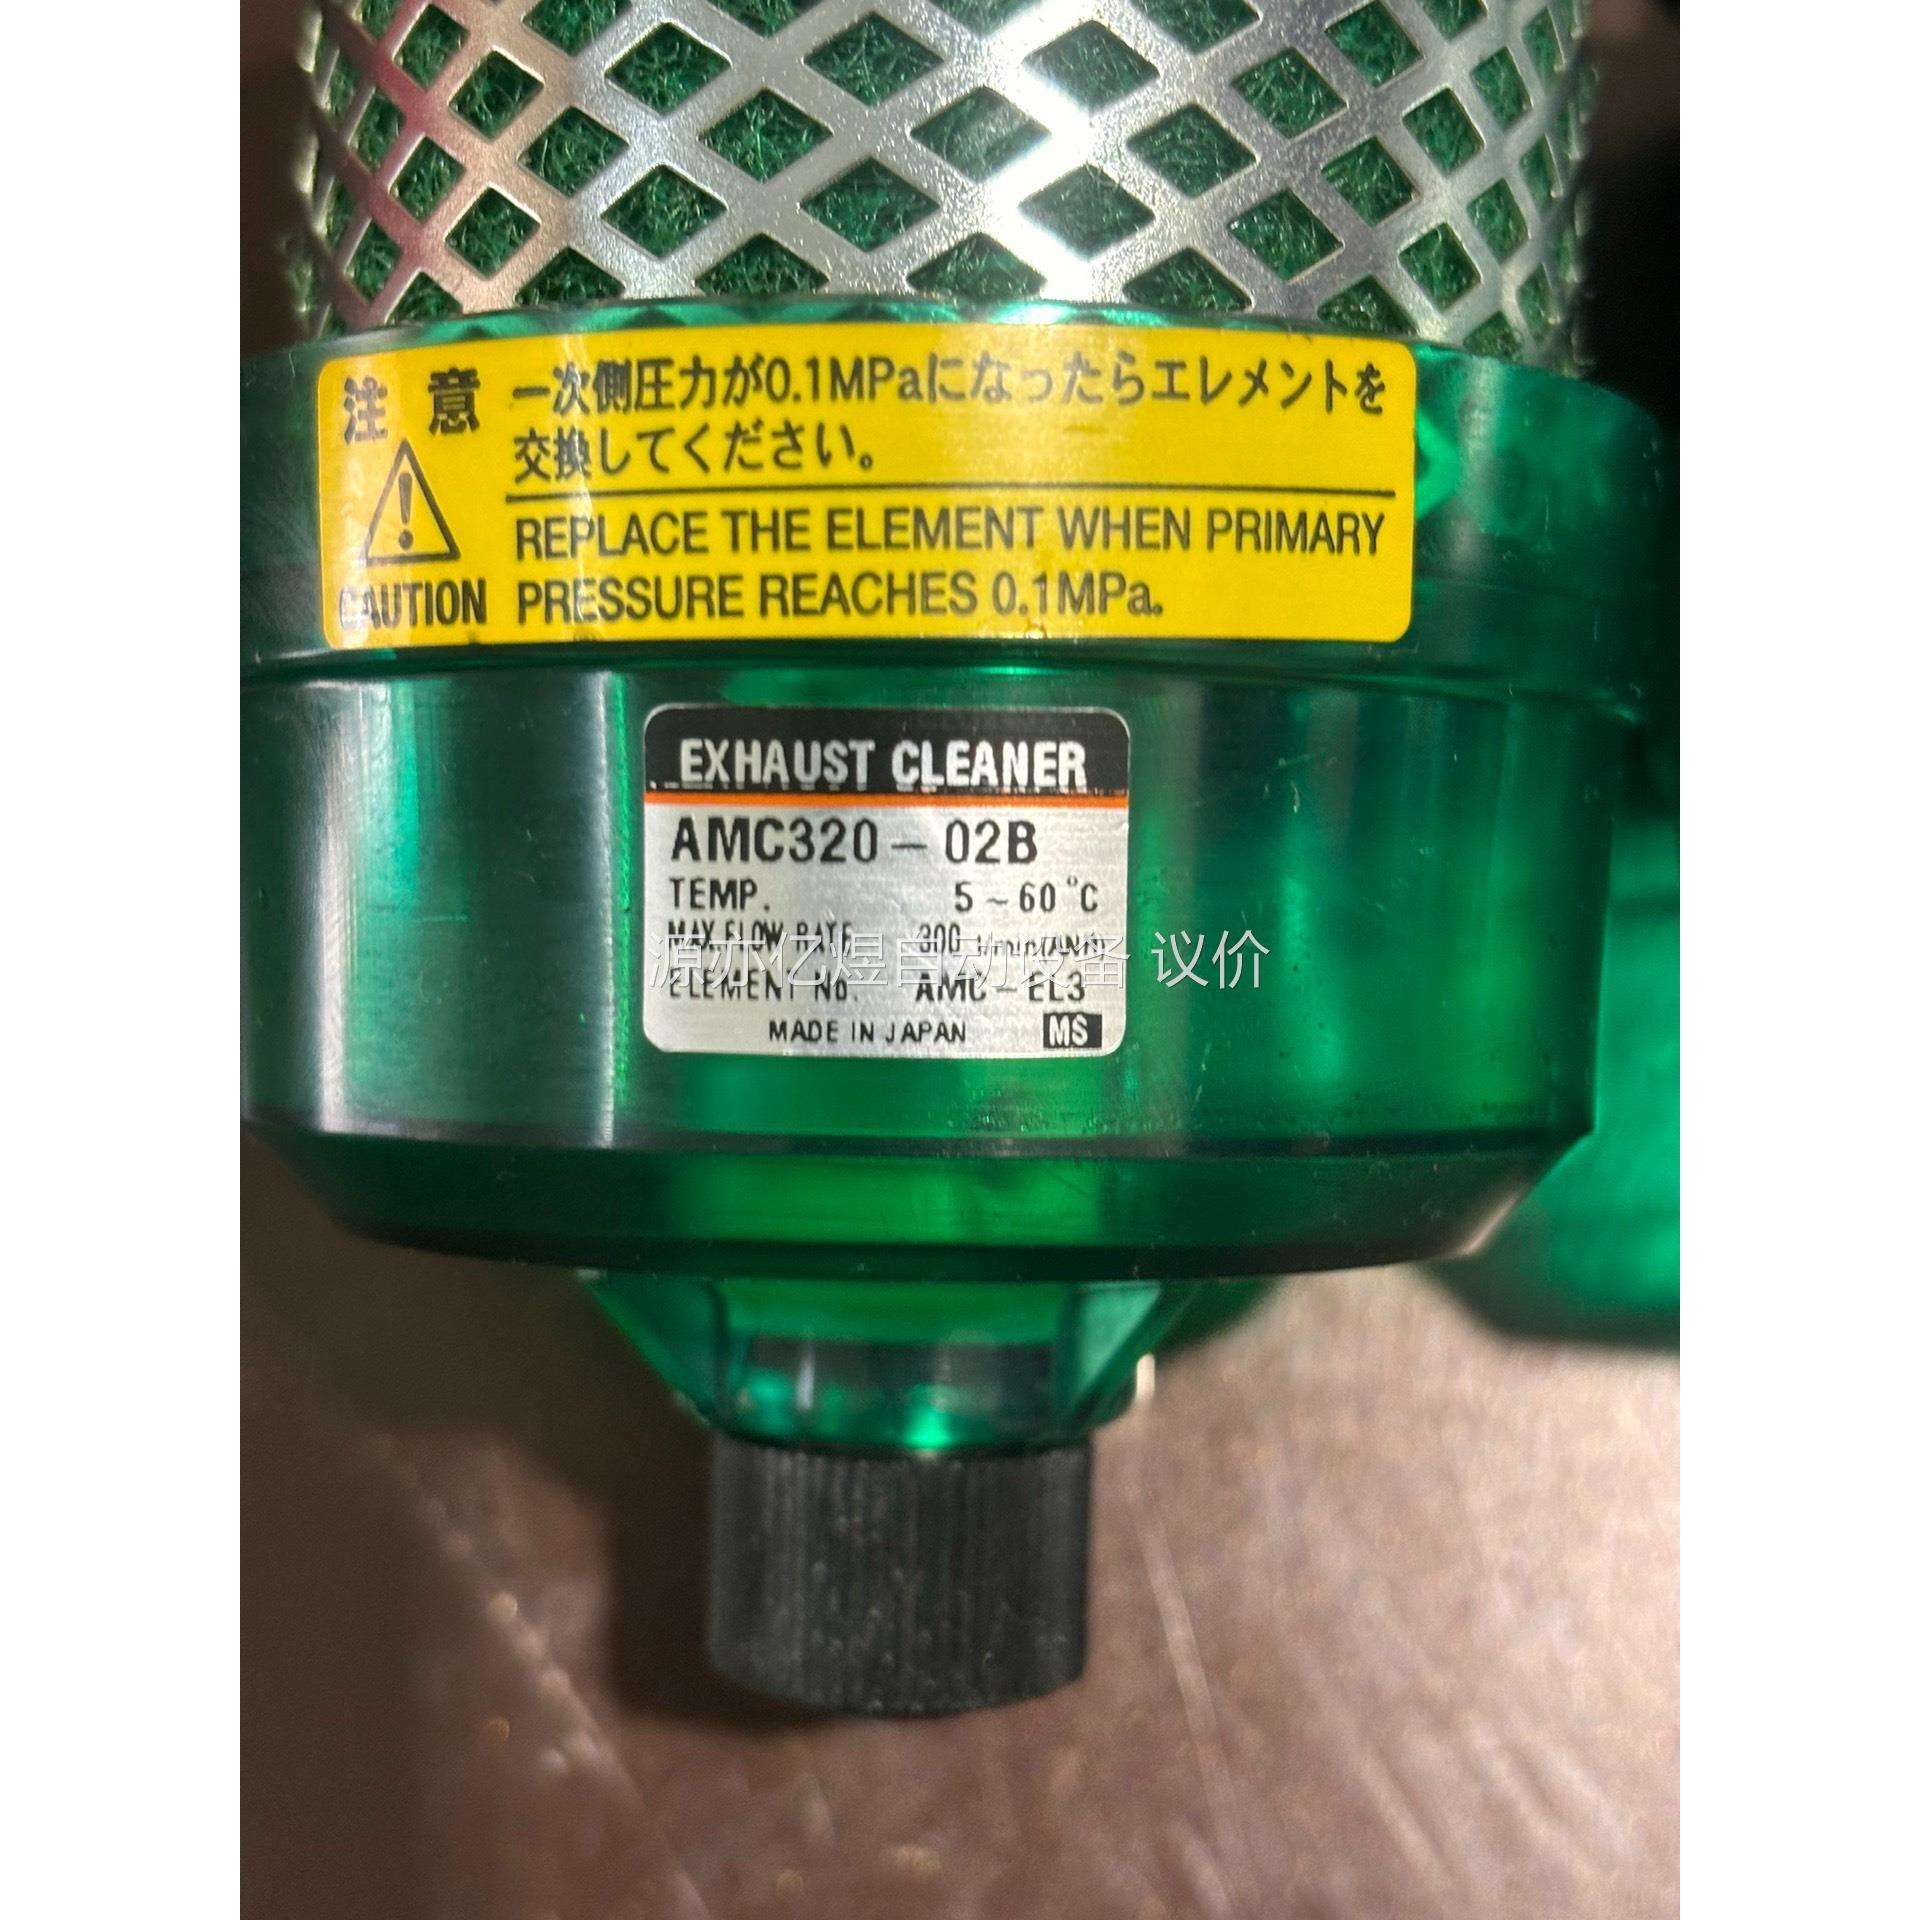 注意 一次側圧力が0.1MPaになったらエレメントを
交換してください。
REPLACE THE ELEMENT WHEN PRIMARY
CAUTION PRESSURE REACHES 0.1MPa.
EXHAUST CLEANER
AMC320-02B
TEMP. 5~60°C
MAX.FLOW RATE 300 L/min(ANR)
源亦亿煜自动设备 议价
ELEMENT No. AMC-EL3
MADE IN JAPAN MS